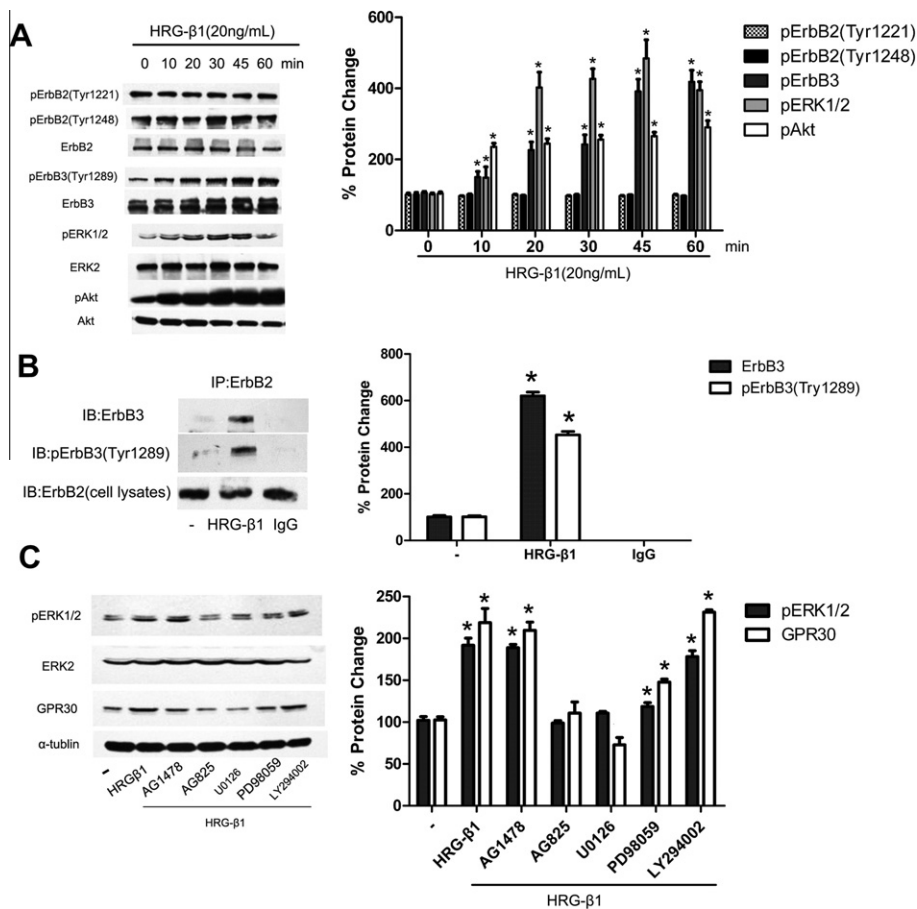 A
HRG-β1(20ng/mL)
0 10 20 30 45 60 min
pErbB2(Tyr1221)
pErbB2(Tyr1248)
ErbB2
pErbB3(Tyr1289)
ErbB3
pERK1/2
ERK2
pAkt
Akt
% Protein Change
600
400
200
0
* * *
* * *
* * *
* * *
* * *
0 10 20 30 45 60 min
HRG-β1(20ng/mL)
pErbB2(Tyr1221)
pErbB2(Tyr1248)
pErbB3
pERK1/2
pAkt
B
IP:ErbB2
IB:ErbB3
IB:pErbB3(Tyr1289)
IB:ErbB2(cell lysates)
- HRG-β1 IgG
% Protein Change
800
600
400
200
0
* *
- HRG-β1 IgG
ErbB3
pErbB3(Try1289)
C
pERK1/2
ERK2
GPR30
α-tublin
- HRGβ1 AG1478 AG825 U0126 PD98059 LY294002
HRG-β1
% Protein Change
250
200
150
100
50
0
* *
* *
* *
* *
- HRG-β1 AG1478 AG825 U0126 PD98059 LY294002
HRG-β1
pERK1/2
GPR30